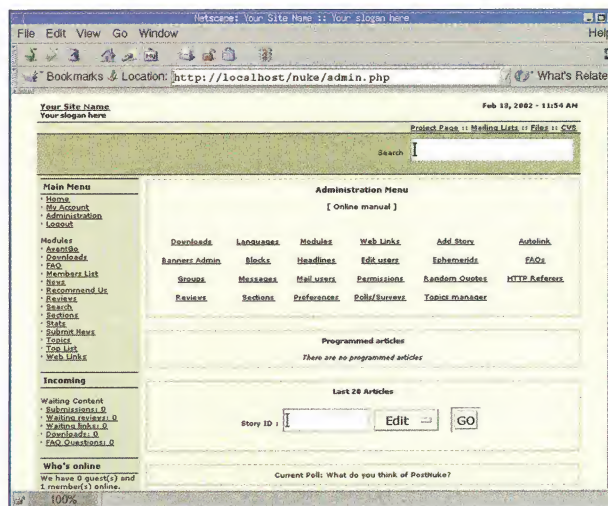 Netscape: Your Site Name :: Your slogan here
File Edit View Go Window Help
Bookmarks Location: http://localhost/nuke/admin.php What's Relate
Your Site Name
Your slogan here
Feb 13, 2002 - 11:54 AM
Project Page :: Mailing Lists :: Files :: CVS
Search
Main Menu
· Home
· My Account
· Administration
· Logout
Modules
· AvantGo
· Downloads
· FAQ
· Members List
· News
· Recommend Us
· Reviews
· Search
· Sections
· Stats
· Submit News
· Topics
· Top List
· Web Links
Incoming
Waiting Content
· Submissions: 0
· Waiting reviews: 0
· Waiting links: 0
· Downloads: 0
· FAQ Questions: 0
Who's online
We have 0 guest(s) and
1 member(s) online.
Administration Menu
[ Online manual ]
Downloads Languages Modules Web Links Add Story Autolink
Banners Admin Blocks Headlines Edit users Ephemerids FAQs
Groups Messages Mail users Permissions Random Quotes HTTP Referers
Reviews Sections Preferences Polls/Surveys Topics manager
Programmed articles
There are no programmed articles
Last 20 Articles
Story ID : Edit GO
Current Poll: What do you think of PostNuke?
100%